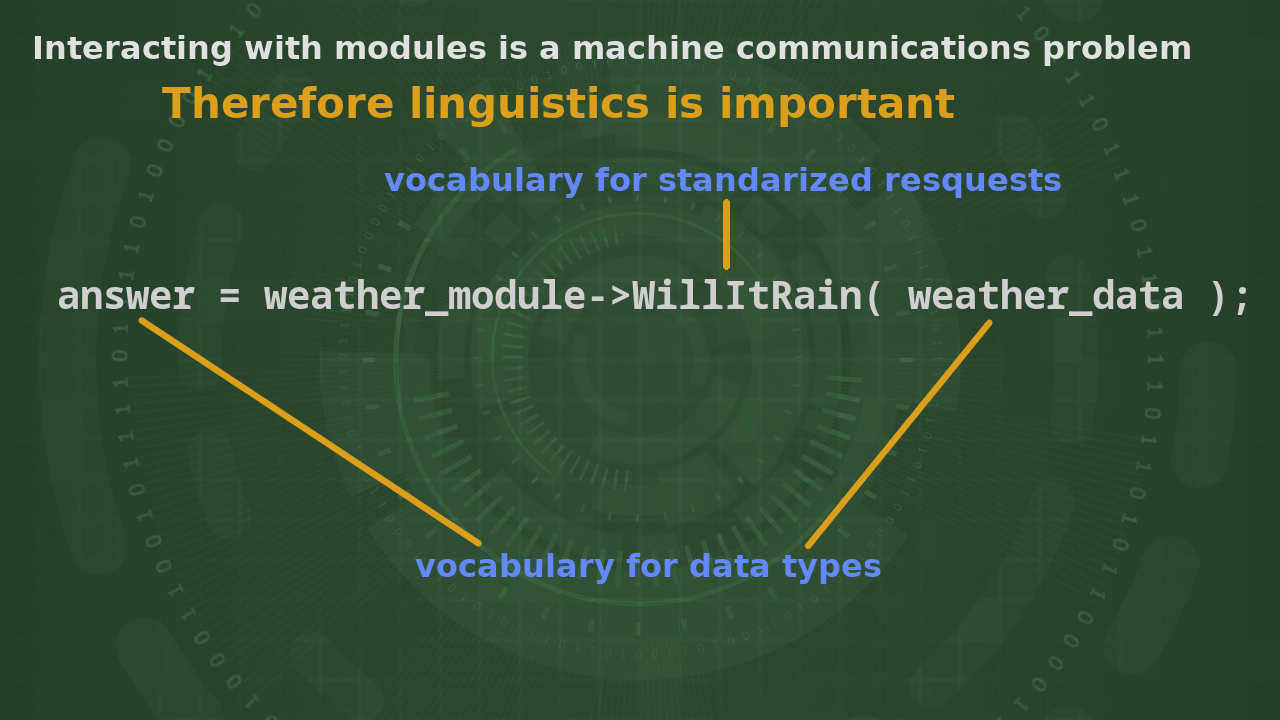 Interacting with modules is a machine communications problem
Therefore linguistics is important
vocabulary for standarized resquests
answer = weather_module->WillItRain( weather_data );
vocabulary for data types